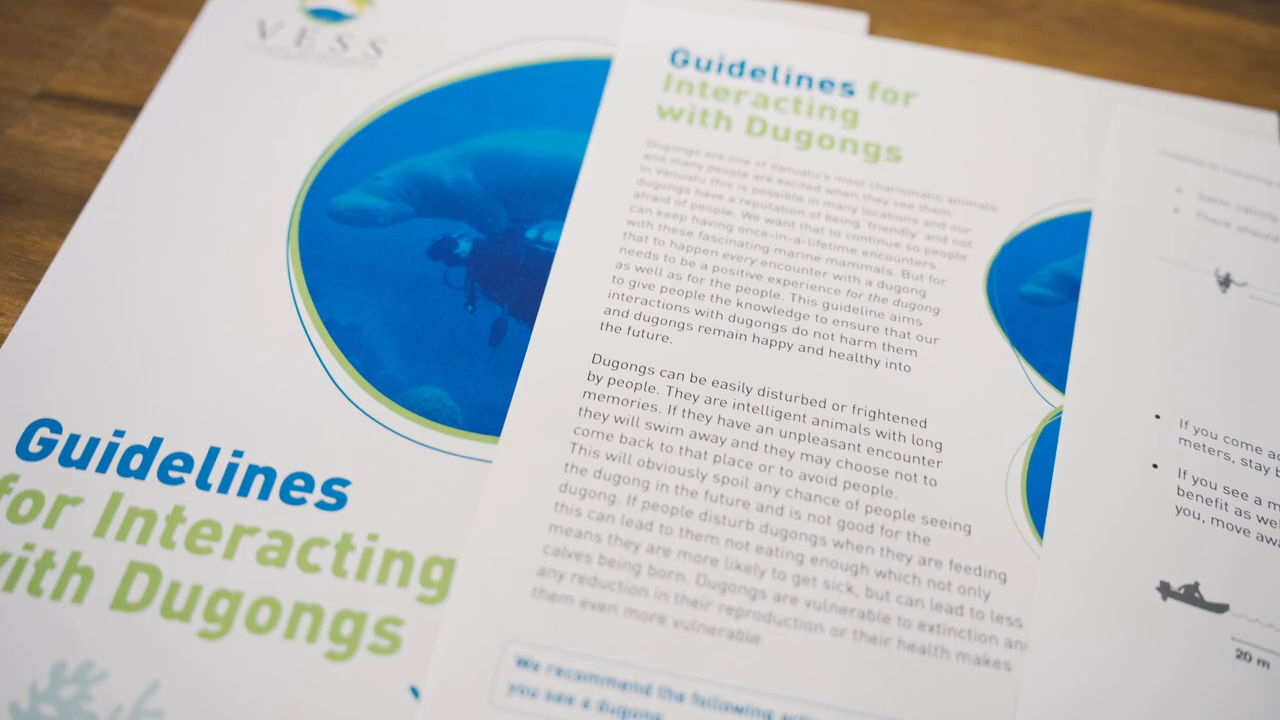 VESS
Guidelines
for Interacting
with Dugongs
Guidelines for
Interacting
with Dugongs
Dugongs are one of Vanuatu's most charismatic animals
and many people are excited when they see them.
In Vanuatu this is possible in many locations and our
dugongs have a reputation of being 'friendly' and not
afraid of people. We want that to continue so people
can keep having once-in-a-lifetime encounters
with these fascinating marine mammals. But for
that to happen every encounter with a dugong
needs to be a positive experience for the dugong
as well as for the people. This guideline aims
to give people the knowledge to ensure that our
interactions with dugongs do not harm them
and dugongs remain happy and healthy into
the future.
Dugongs can be easily disturbed or frightened
by people. They are intelligent animals with long
memories. If they have an unpleasant encounter
they will swim away and they may choose not to
come back to that place or to avoid people.
This will obviously spoil any chance of people seeing
the dugong in the future and is not good for the
dugong. If people disturb dugongs when they are feeding
this can lead to them not eating enough which not only
means they are more likely to get sick, but can lead to less
calves being born. Dugongs are vulnerable to extinction an
any reduction in their reproduction or their health makes
them even more vulnerable.
We recommend the following
you see a dugong
There should
If you come ac
meters, stay
If you see a m
benefit as we
you, move awa
20 m